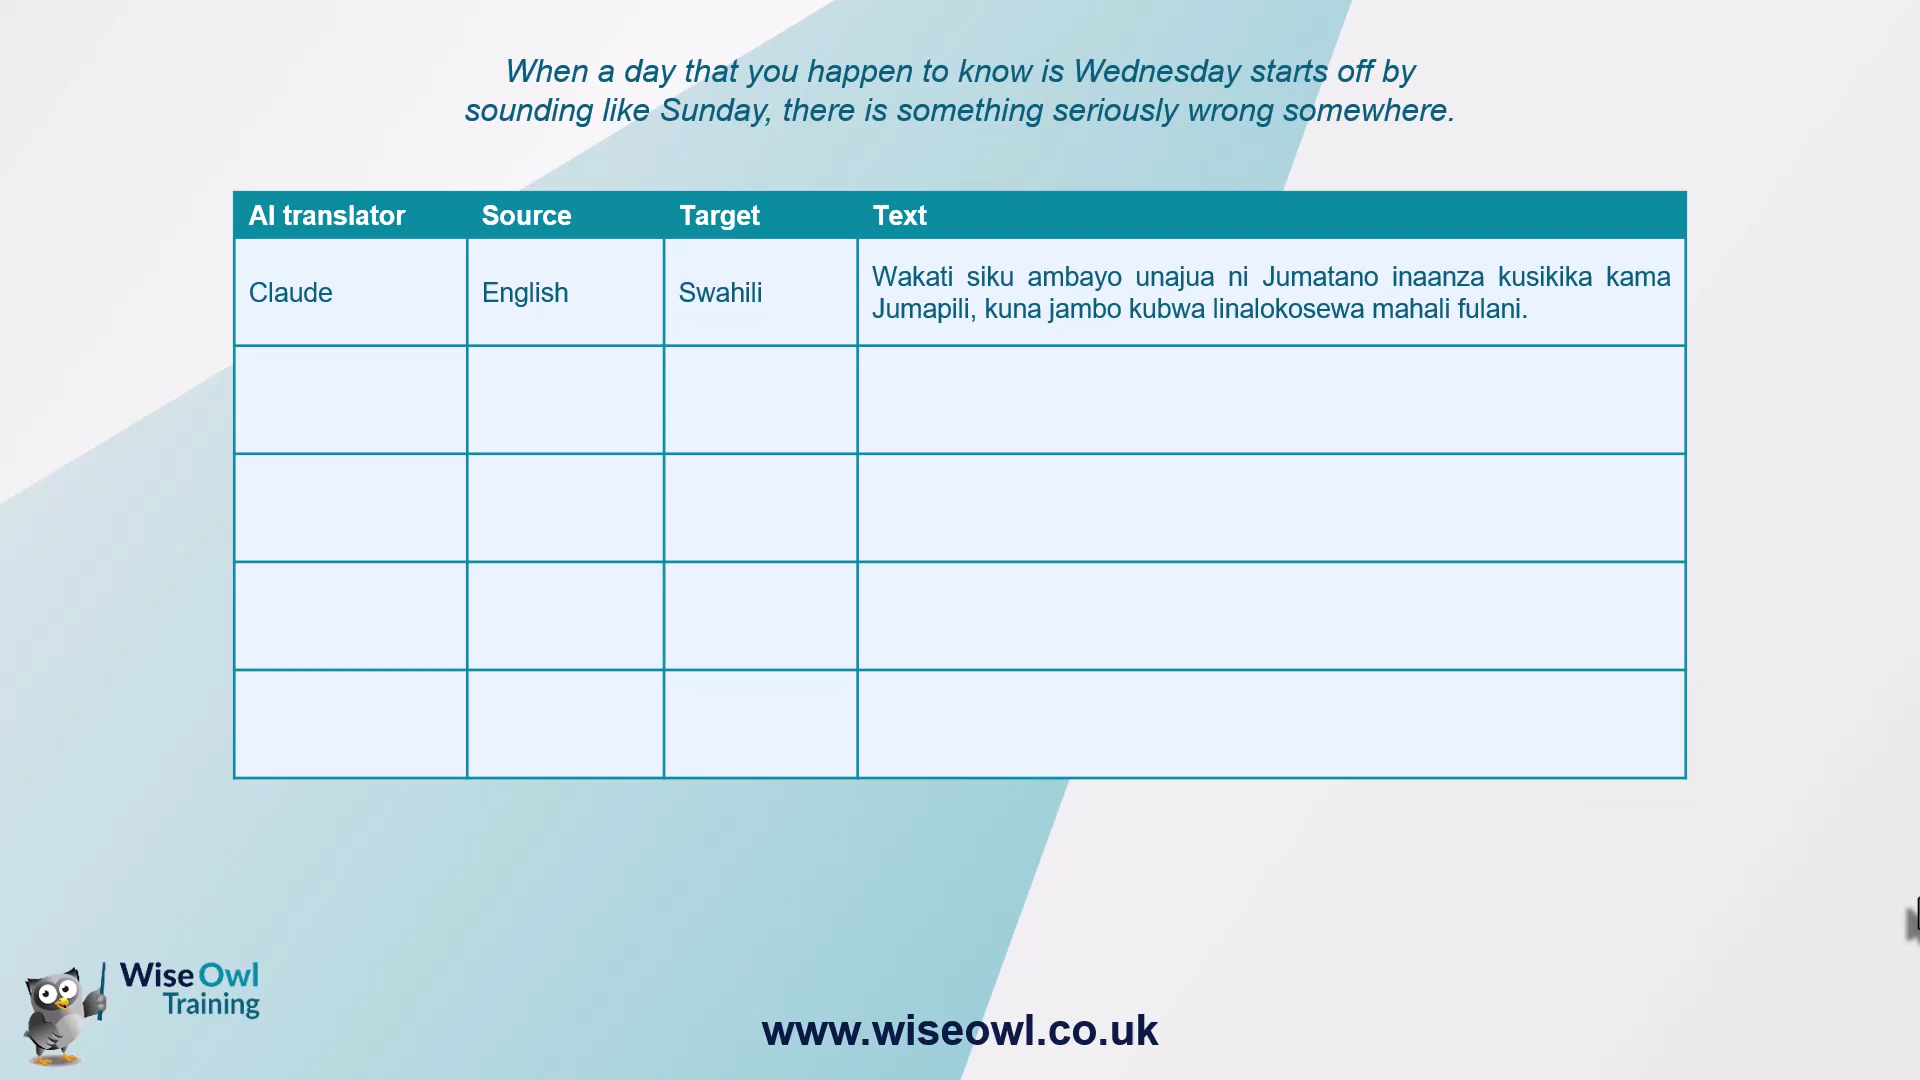 When a day that you happen to know is Wednesday starts off by
sounding like Sunday, there is something seriously wrong somewhere.
AI translator Source Target Text
Claude English Swahili Wakati siku ambayo unajua ni Jumatano inaanza kusikika kama
Jumapili, kuna jambo kubwa linalokosewa mahali fulani.
Wise Owl
Training
www.wiseowl.co.uk